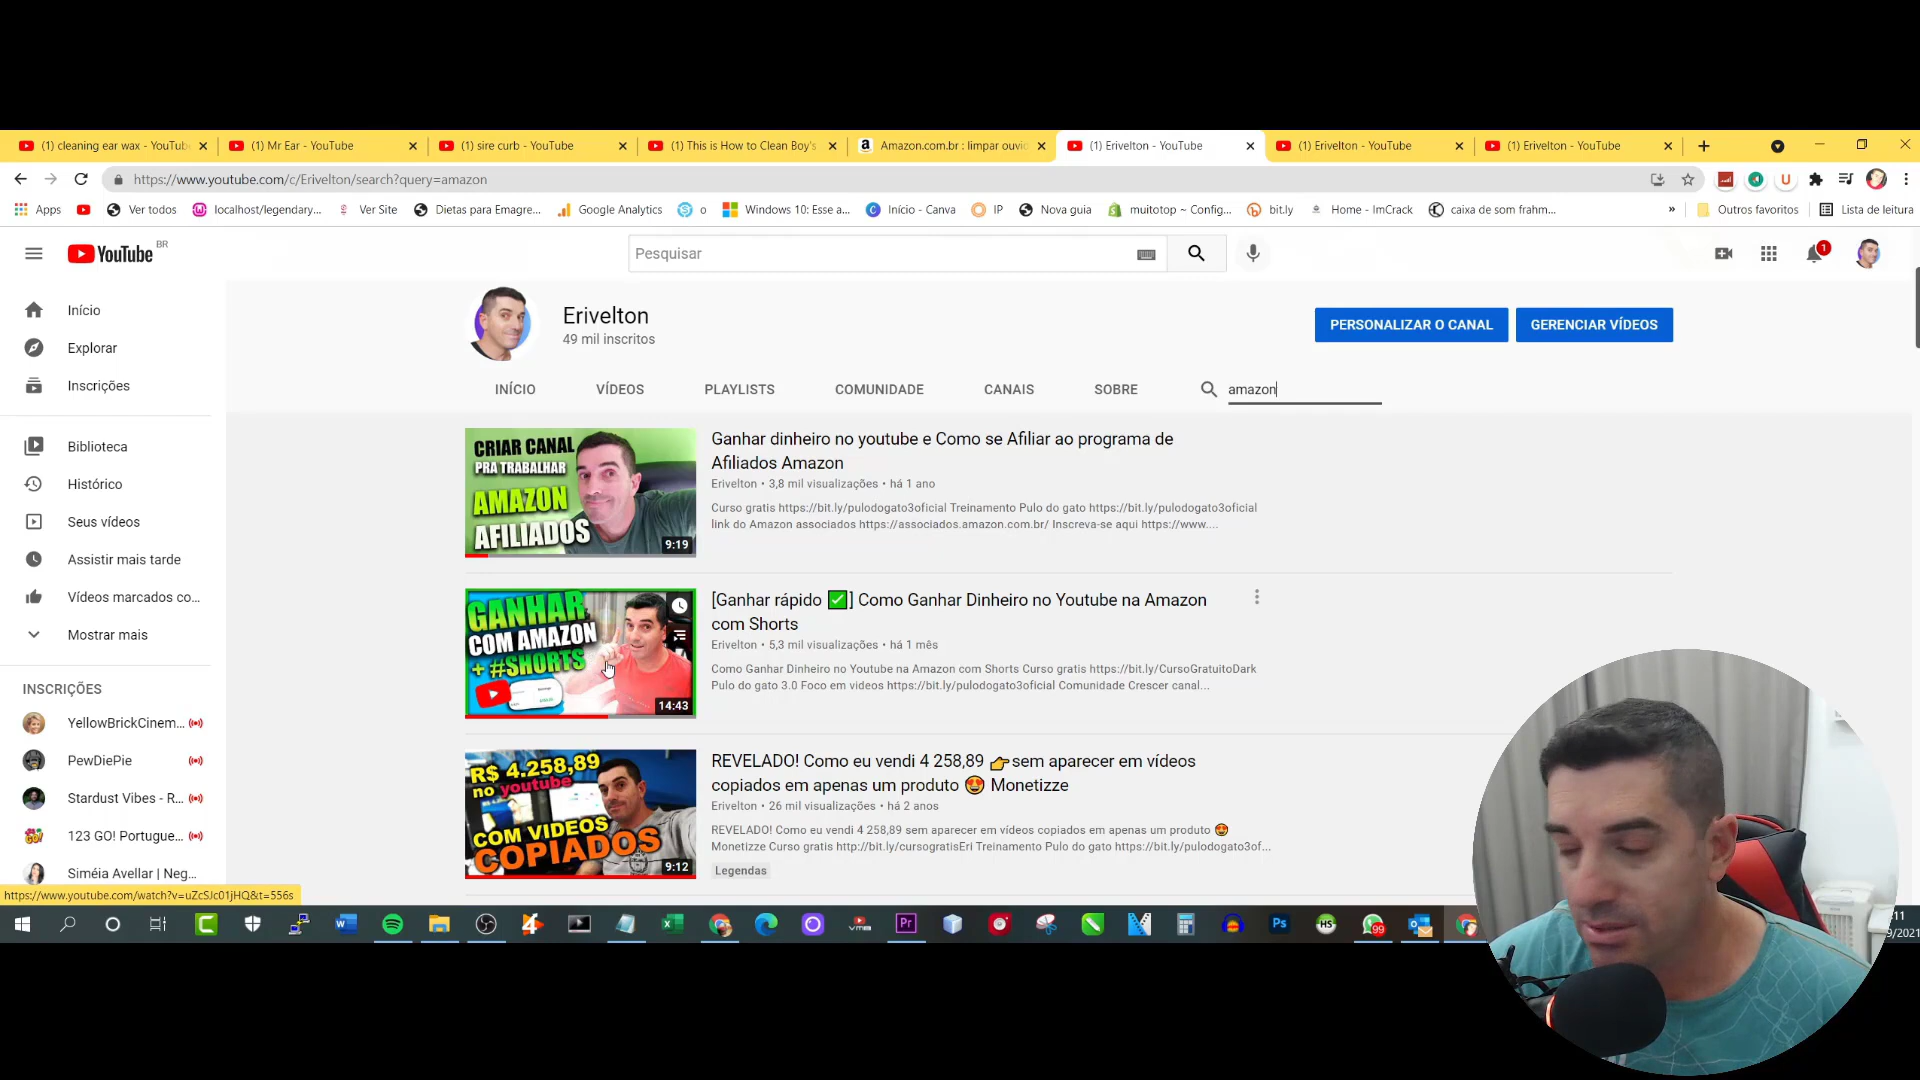 (1) cleaning ear wax - YouTub
(1) Mr Ear - YouTube
(1) sire curb - YouTube
(1) This is How to Clean Boy's
Amazon.com.br : limpar ouvid
(1) Erivelton - YouTube
(1) Erivelton - YouTube
(1) Erivelton - YouTube
https://www.youtube.com/c/Erivelton/search?query=amazon
Apps
Ver todos
localhost/legendary...
Ver Site
Dietas para Emagre...
Google Analytics
o
Windows 10: Esse a...
Início - Canva
IP
Nova guia
muitotop ~ Config...
bit.ly
Home - ImCrack
caixa de som frahm...
»
Outros favoritos
Lista de leitura
YouTube BR
Pesquisar
1
Início
Explorar
Inscrições
Biblioteca
Histórico
Seus vídeos
Assistir mais tarde
Vídeos marcados co...
Mostrar mais
INSCRIÇÕES
YellowBrickCinem...
PewDiePie
Stardust Vibes - R...
123 GO! Portugue...
Siméia Avellar | Neg...
Erivelton
49 mil inscritos
PERSONALIZAR O CANAL
GERENCIAR VÍDEOS
INÍCIO
VÍDEOS
PLAYLISTS
COMUNIDADE
CANAIS
SOBRE
amazon
CRIAR CANAL
PRA TRABALHAR
AMAZON
AFILIADOS
9:19
Ganhar dinheiro no youtube e Como se Afiliar ao programa de
Afiliados Amazon
Erivelton • 3,8 mil visualizações • há 1 ano
Curso gratis https://bit.ly/pulodogato3oficial Treinamento Pulo do gato https://bit.ly/pulodogato3oficial
link do Amazon associados https://associados.amazon.com.br/ Inscreva-se aqui https://www....
GANHAR
COM AMAZON
+ #SHORTS
14:43
[Ganhar rápido ✅] Como Ganhar Dinheiro no Youtube na Amazon
com Shorts
Erivelton • 5,3 mil visualizações • há 1 mês
Como Ganhar Dinheiro no Youtube na Amazon com Shorts Curso gratis https://bit.ly/CursoGratuitoDark
Pulo do gato 3.0 Foco em videos https://bit.ly/pulodogato3oficial Comunidade Crescer canal...
R$ 4.258,89
no youtube
COM VIDEOS
COPIADOS
9:12
REVELADO! Como eu vendi 4 258,89 👉sem aparecer em vídeos
copiados em apenas um produto 😍 Monetizze
Erivelton • 26 mil visualizações • há 2 anos
REVELADO! Como eu vendi 4 258,89 sem aparecer em vídeos copiados em apenas um produto 😍
Monetizze Curso gratis http://bit.ly/cursogratisEri Treinamento Pulo do gato https://bit.ly/pulodogato3of...
Legendas
https://www.youtube.com/watch?v=uZcSJc01jHQ&t=556s
Pr
Ps
HS
99
:11
9/2021